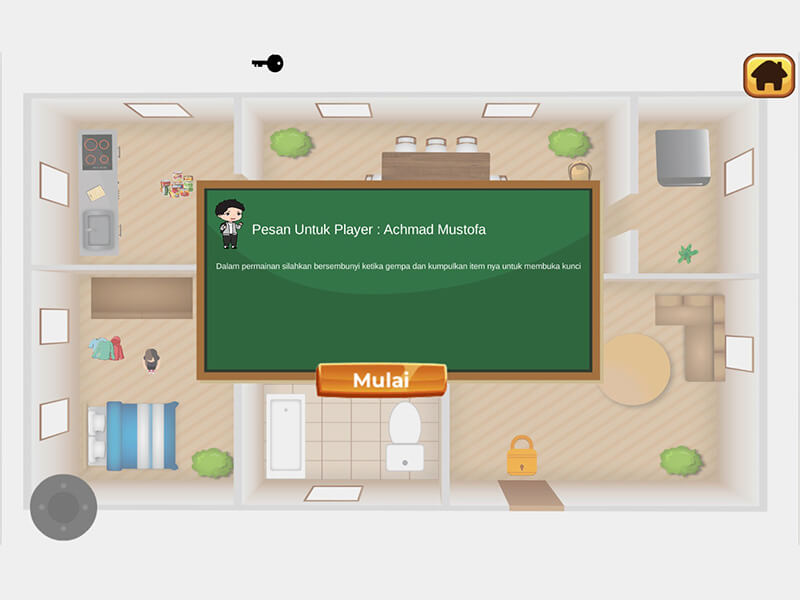 Pesan Untuk Player : Achmad Mustofa
Dalam permainan silahkan bersembunyi ketika gempa dan kumpulkan item nya untuk membuka kunci
Mulai